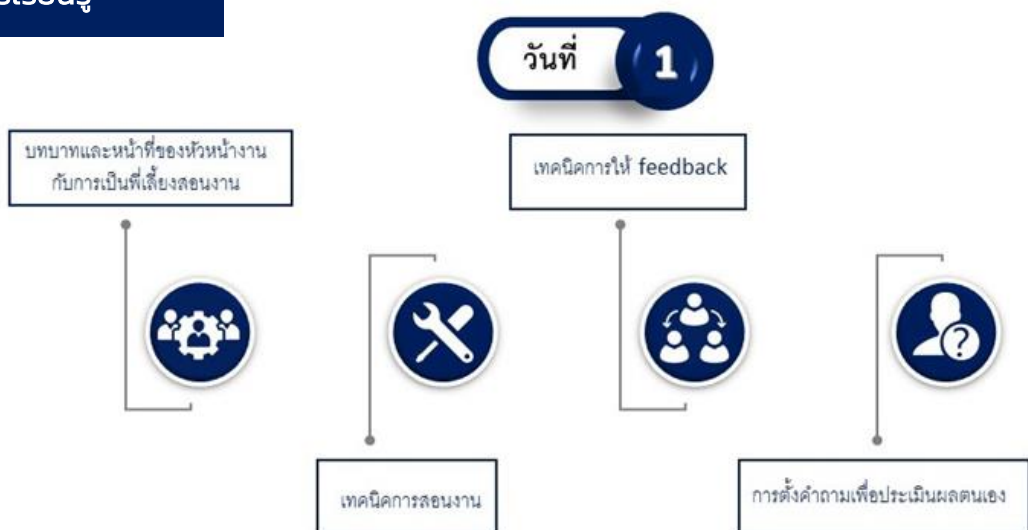 วันที่ 1
บทบาทและหน้าที่ของหัวหน้างาน
กับการเป็นพี่เลี้ยงสอนงาน
เทคนิคการให้ feedback
เทคนิคการสอนงาน
การตั้งคำถามเพื่อประเมินผลตนเอง